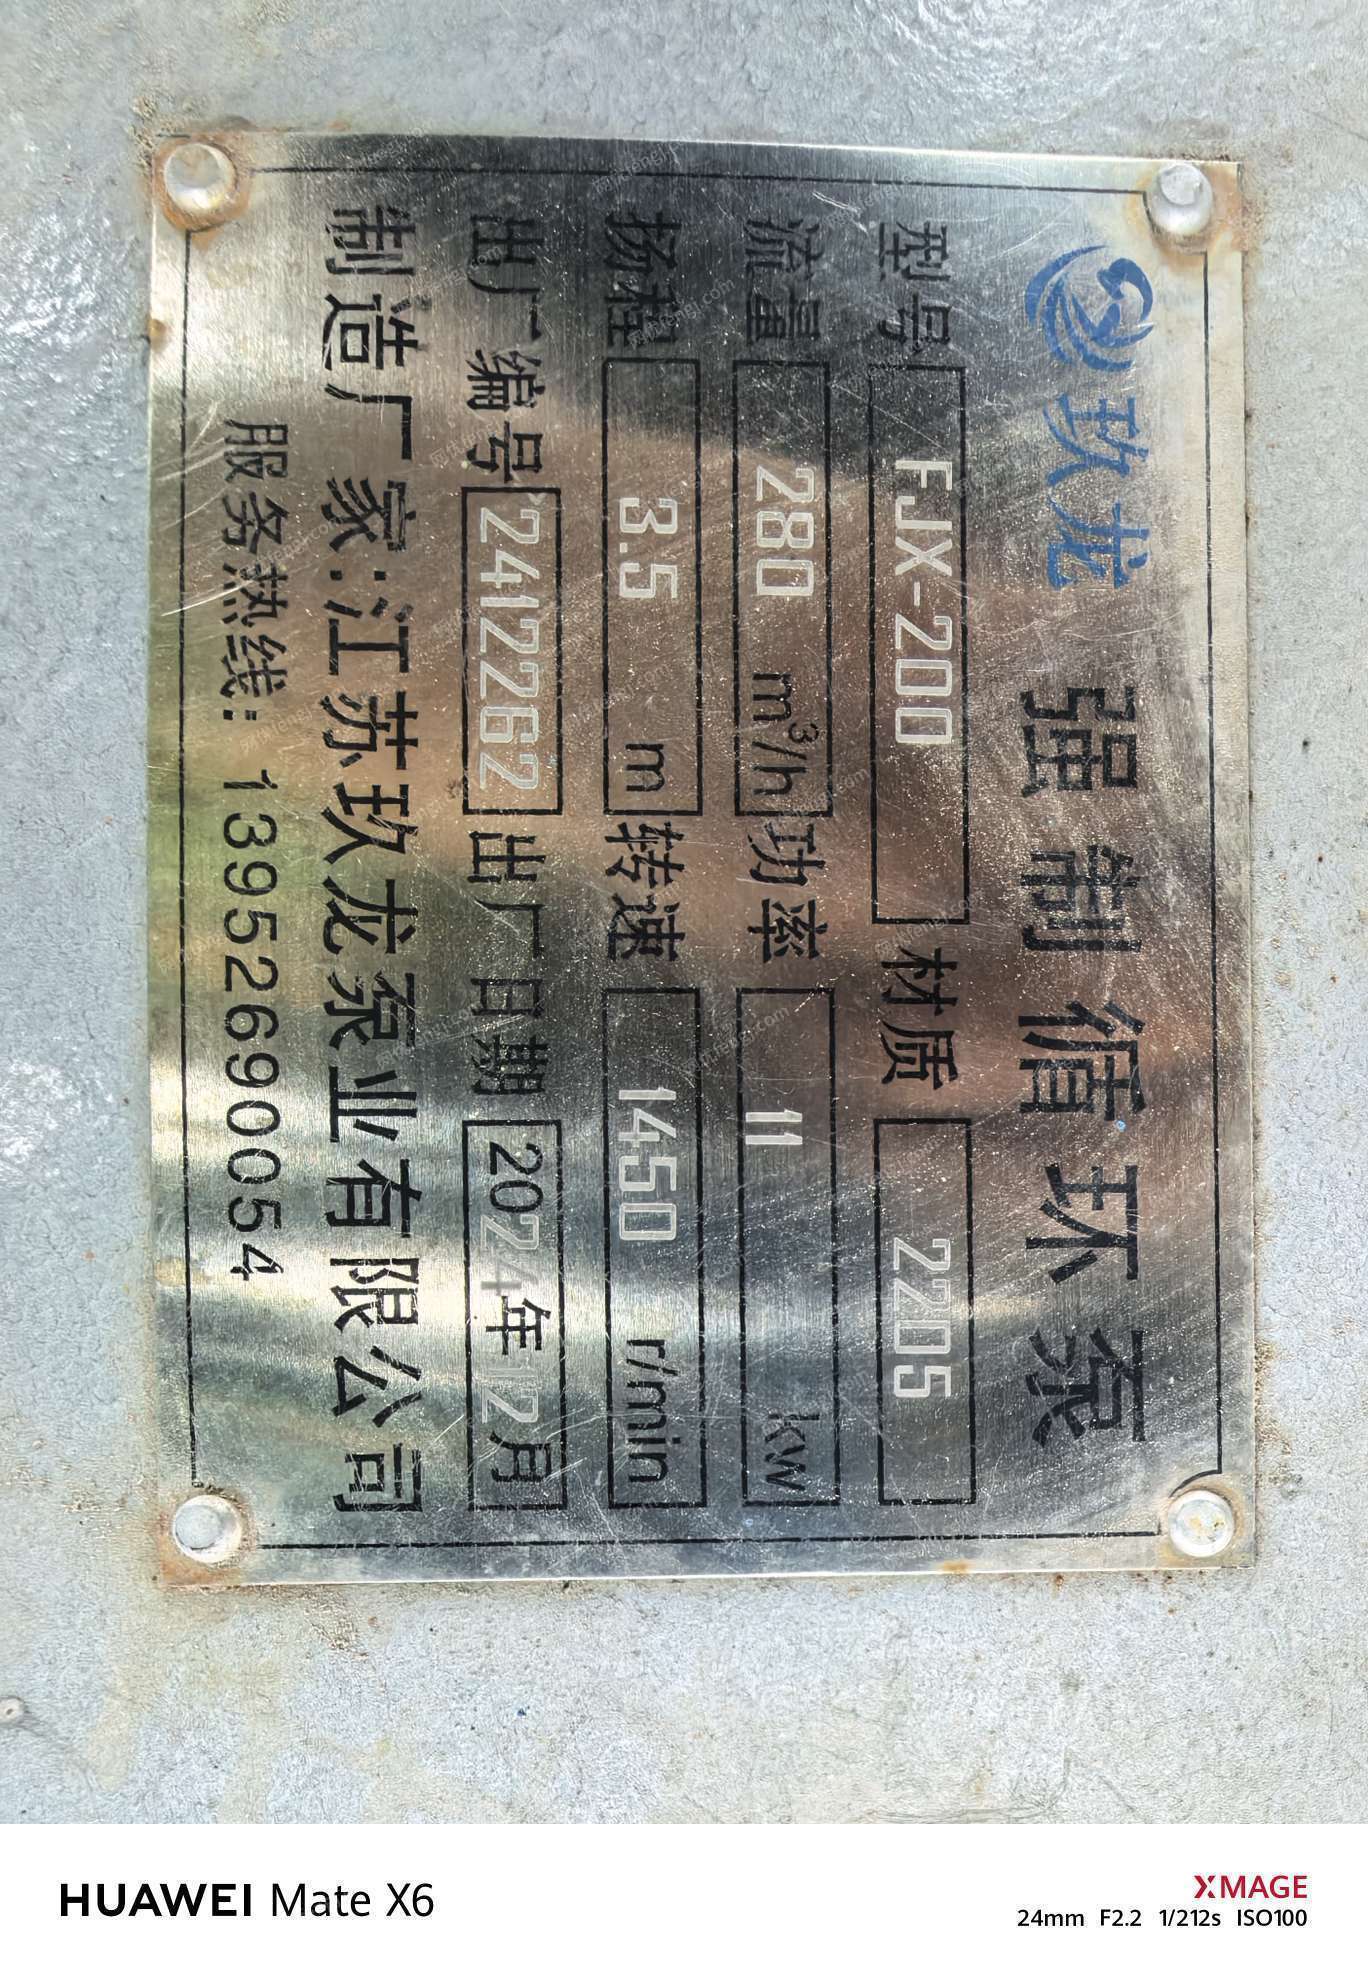 玖龙 强制循环泵
型号 FJX-200 材质 2205
流量 280 m³/h 功率 11 kw
扬程 3.5 m 转速 1450 r/min
出厂编号 2412262 出厂日期 2024年12月
制造厂家:江苏玖龙泵业有限公司
服务热线：13952690054
HUAWEI Mate X6
XMAGE
24mm F2.2 1/212s ISO100